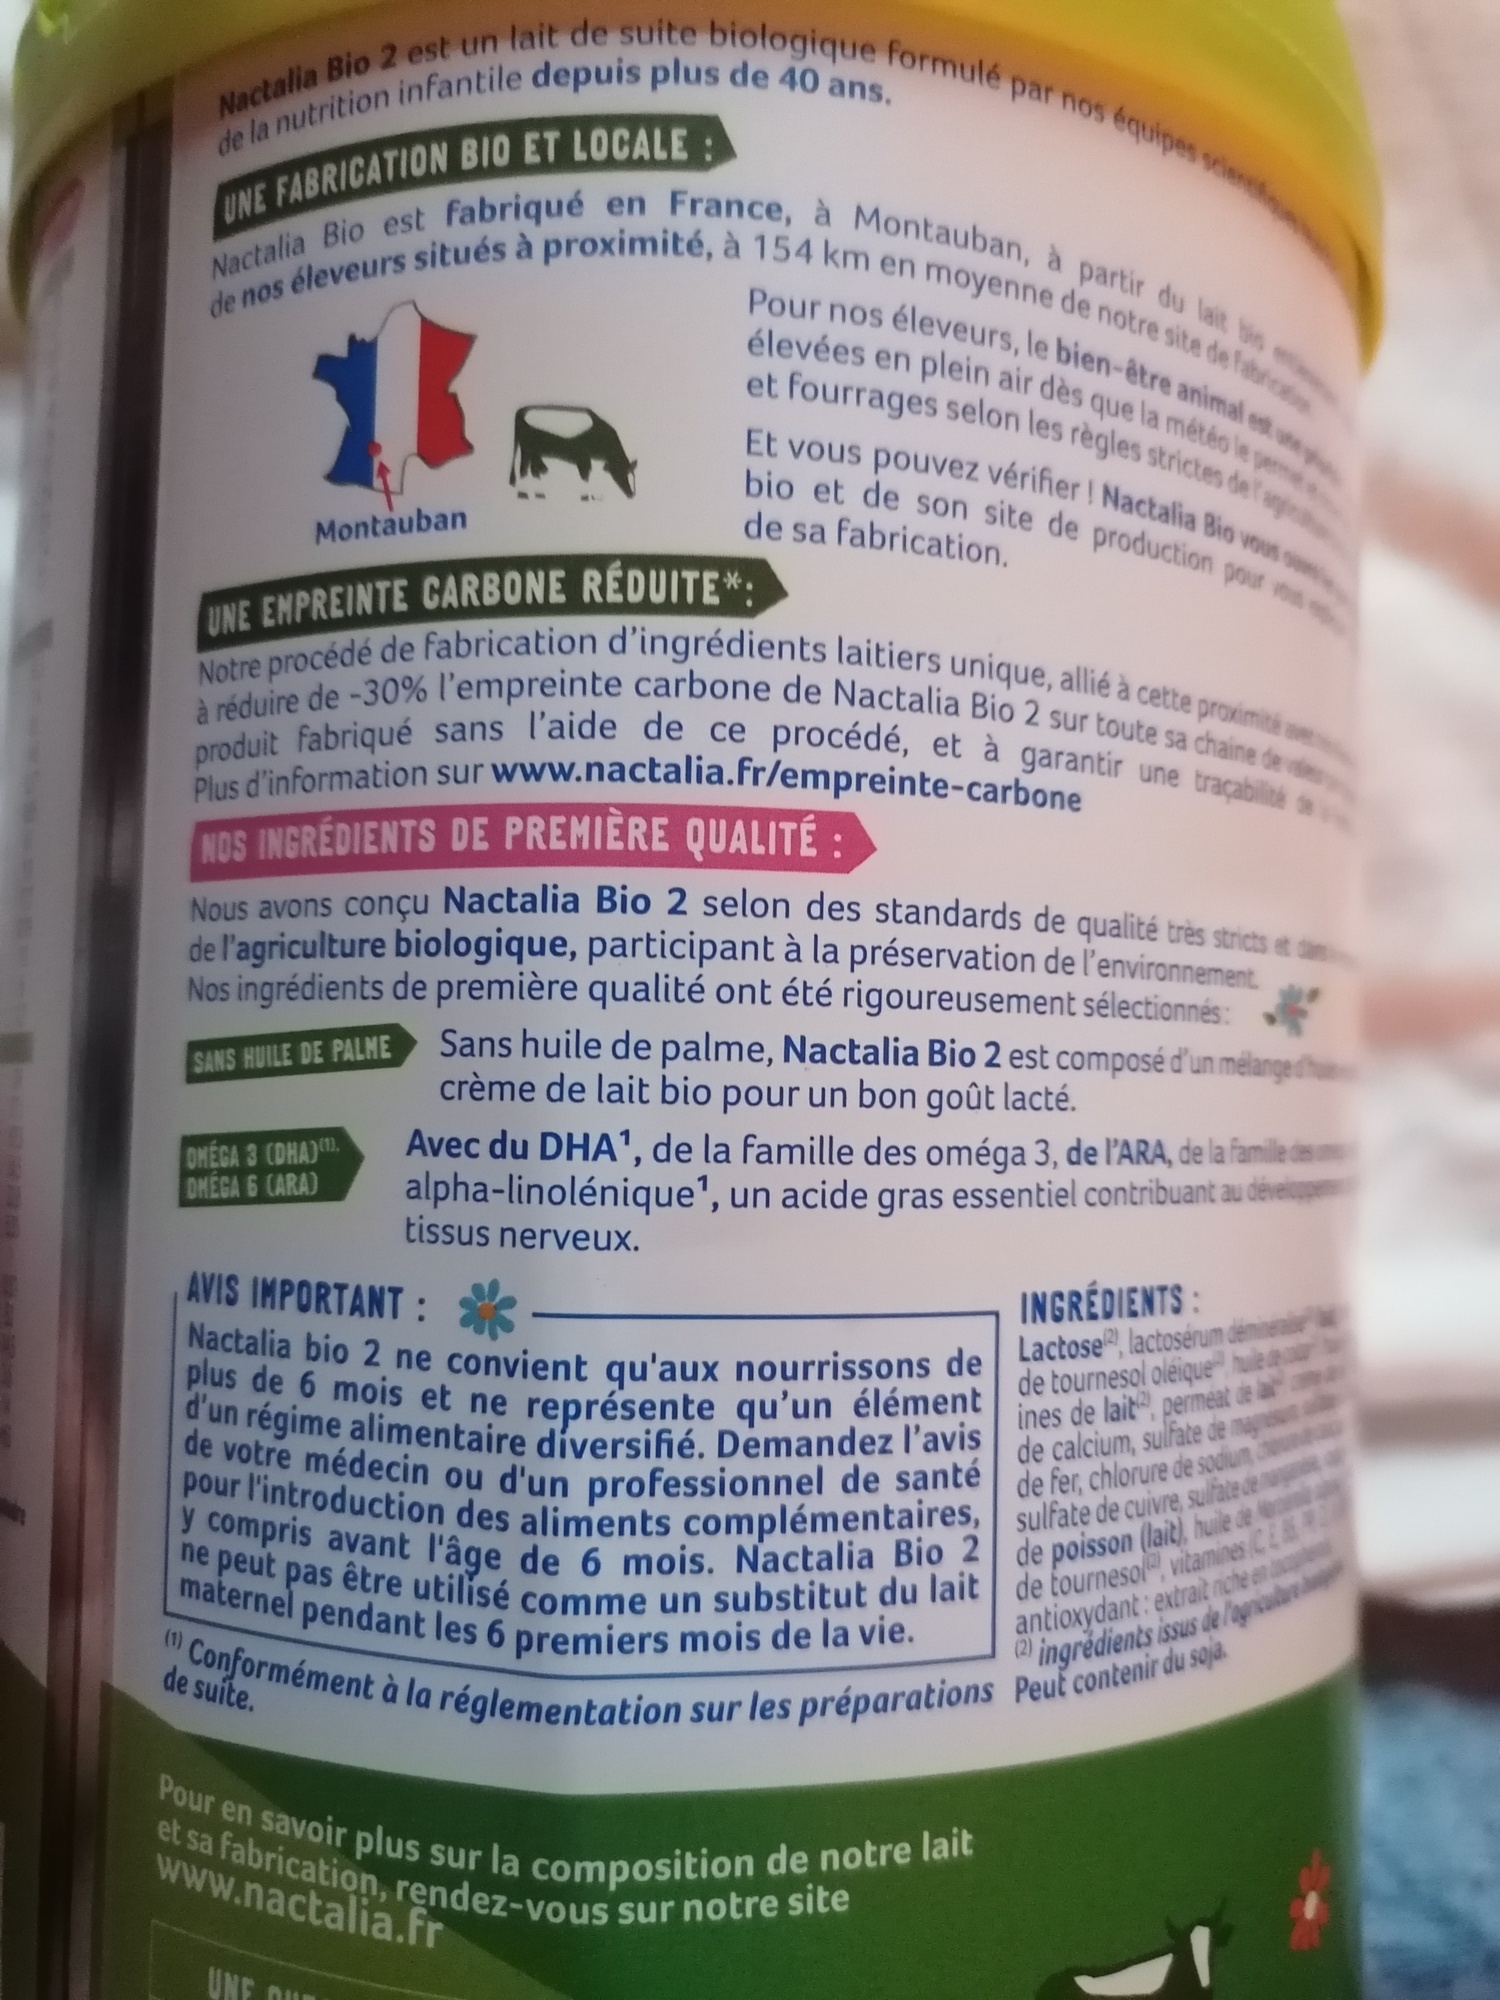 Nactalia Bio 2 est un lait de suite biologique formulé par nos équipes scientifiques
de la nutrition infantile depuis plus de 40 ans.
UNE FABRICATION BIO ET LOCALE :
Nactalia Bio est fabriqué en France, à Montauban, à partir du lait bio
de nos éleveurs situés à proximité, à 154 km en moyenne de notre site de fabrication.
Pour nos éleveurs, le bien-être animal est une
élevées en plein air dès que la météo le permet
et fourrages selon les règles strictes de l'agriculture
Et vous pouvez vérifier ! Nactalia Bio vous
bio et de son site de production pour vous
de sa fabrication.
Montauban
UNE EMPREINTE CARBONE RÉDUITE* :
Notre procédé de fabrication d'ingrédients laitiers unique, allié à cette proximité avec
à réduire de -30% l'empreinte carbone de Nactalia Bio 2 sur toute sa chaine de
produit fabriqué sans l'aide de ce procédé, et à garantir une traçabilité de
Plus d'information sur www.nactalia.fr/empreinte-carbone
NOS INGRÉDIENTS DE PREMIÈRE QUALITÉ :
Nous avons conçu Nactalia Bio 2 selon des standards de qualité très stricts et dans
de l'agriculture biologique, participant à la préservation de l'environnement.
Nos ingrédients de première qualité ont été rigoureusement sélectionnés :
SANS HUILE DE PALME
Sans huile de palme, Nactalia Bio 2 est composé d'un mélange
crème de lait bio pour un bon goût lacté.
OMÉGA 3 (DHA)(1),
OMÉGA 6 (ARA)
Avec du DHA¹, de la famille des oméga 3, de l'ARA, de la famille des
alpha-linolénique¹, un acide gras essentiel contribuant au développement
tissus nerveux.
AVIS IMPORTANT :
Nactalia bio 2 ne convient qu'aux nourrissons de
plus de 6 mois et ne représente qu'un élément
d'un régime alimentaire diversifié. Demandez l'avis
de votre médecin ou d'un professionnel de santé
pour l'introduction des aliments complémentaires,
y compris avant l'âge de 6 mois. Nactalia Bio 2
ne peut pas être utilisé comme un substitut du lait
maternel pendant les 6 premiers mois de la vie.
(1) Conformément à la réglementation sur les préparations
de suite.
INGRÉDIENTS :
Lactose(2), lactosérum déminéralisé
de tournesol oléique(2), huile de
ines de lait(2), perméat de lait
de calcium, sulfate de magnésium,
de fer, chlorure de sodium,
sulfate de cuivre, sulfate de manganèse,
de poisson (lait), huile de
de tournesol(2), vitamines (C, E,
antioxydant : extrait riche en tocophérols
(2) ingrédients issus de l'agriculture
Peut contenir du soja.
Pour en savoir plus sur la composition de notre lait
et sa fabrication, rendez-vous sur notre site
www.nactalia.fr
UNE